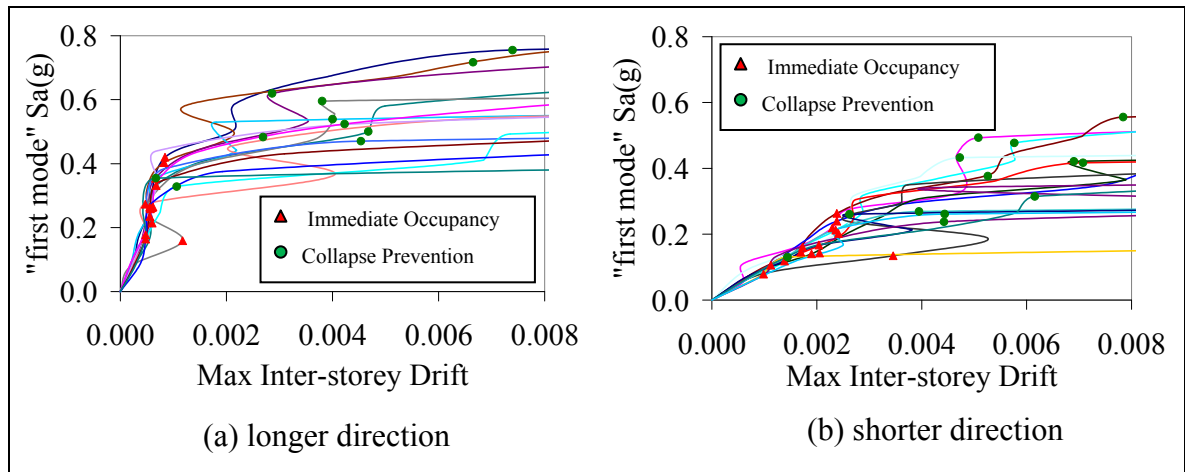 "first mode" Sa(g)
0.8
0.6
0.4
0.2
0.0
Immediate Occupancy
Collapse Prevention
0.000 0.002 0.004 0.006 0.008
Max Inter-storey Drift
(a) longer direction
"first mode" Sa(g)
0.8
0.6
0.4
0.2
0.0
Immediate Occupancy
Collapse Prevention
0.000 0.002 0.004 0.006 0.008
Max Inter-storey Drift
(b) shorter direction